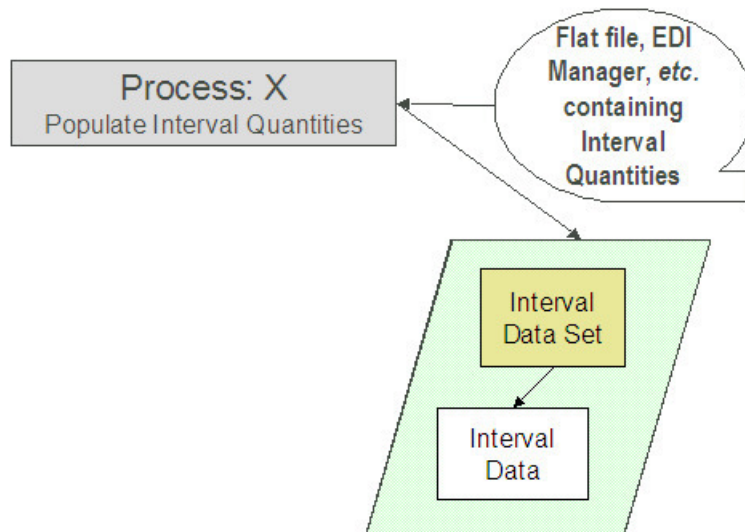 Process: X
Populate Interval Quantities
Flat file, EDI
Manager, etc.
containing
Interval
Quantities
Interval
Data Set
Interval
Data